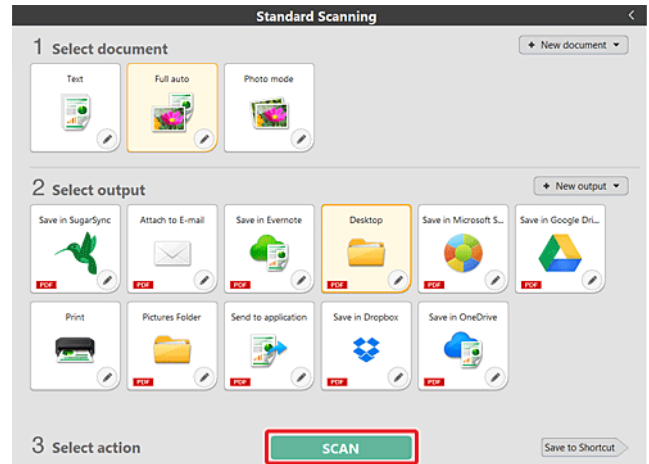 Standard Scanning
1 Select document
+ New document
Text
Full auto
Photo mode
2 Select output
+ New output
Save in SugarSync
Attach to E-mail
Save in Evernote
Desktop
Save in Microsoft S...
Save in Google Dri...
PDF
PDF
PDF
PDF
PDF
PDF
Print
Pictures Folder
Send to application
Save in Dropbox
Save in OneDrive
PDF
PDF
PDF
PDF
3 Select action
SCAN
Save to Shortcut